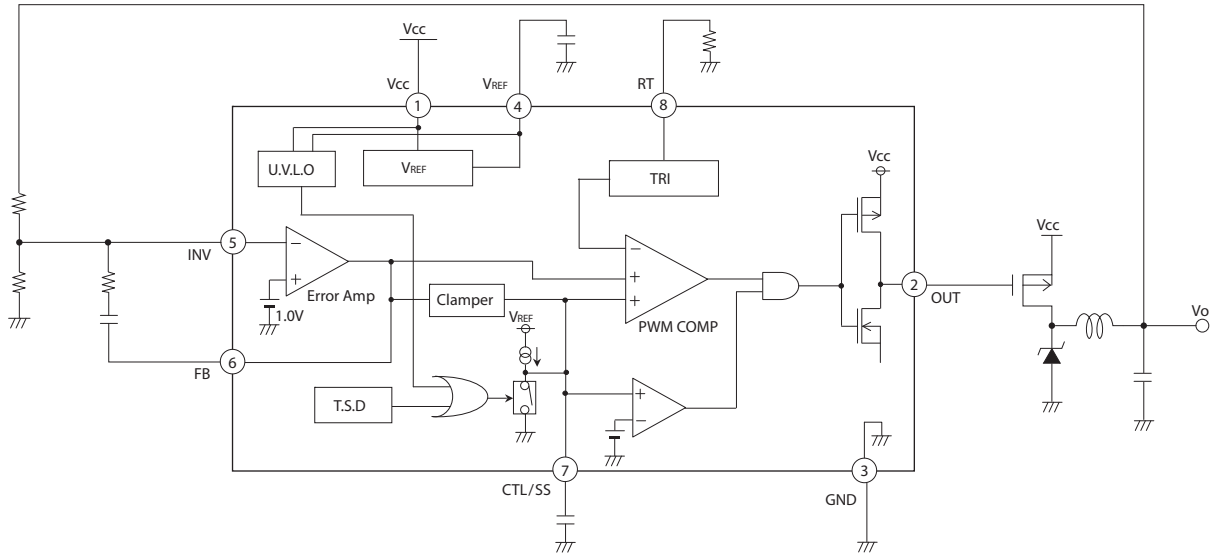 Vcc
Vcc
VREF
RT
1
4
8
U.V.L.O
VREF
TRI
Vcc
INV
5
−
+
1.0V
Error Amp
−
+
+
PWM COMP
Clamper
VREF
2
OUT
Vcc
Vo
FB
6
T.S.D
+
−
7
CTL/SS
3
GND